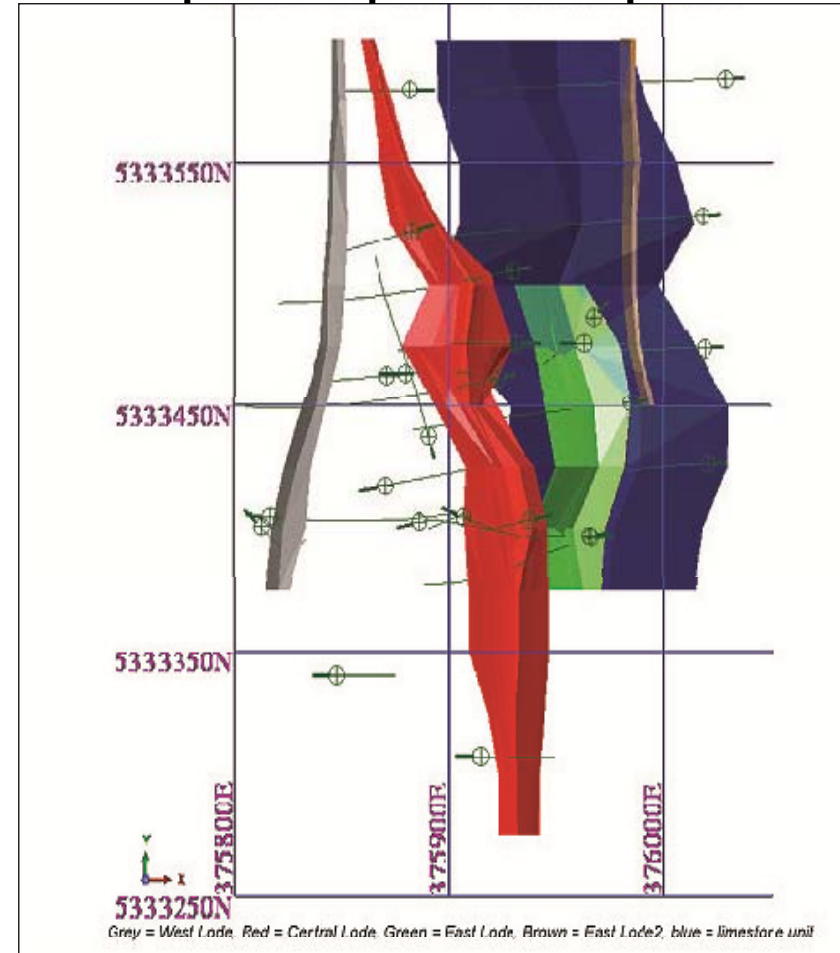 5333550N
5333450N
5333350N
375800E
375900E
376000E
Y
X
5333250N
Grey = West Lode, Red = Central Lode, Green = East Lode, Brown = East Lode2, blue = limestore unit